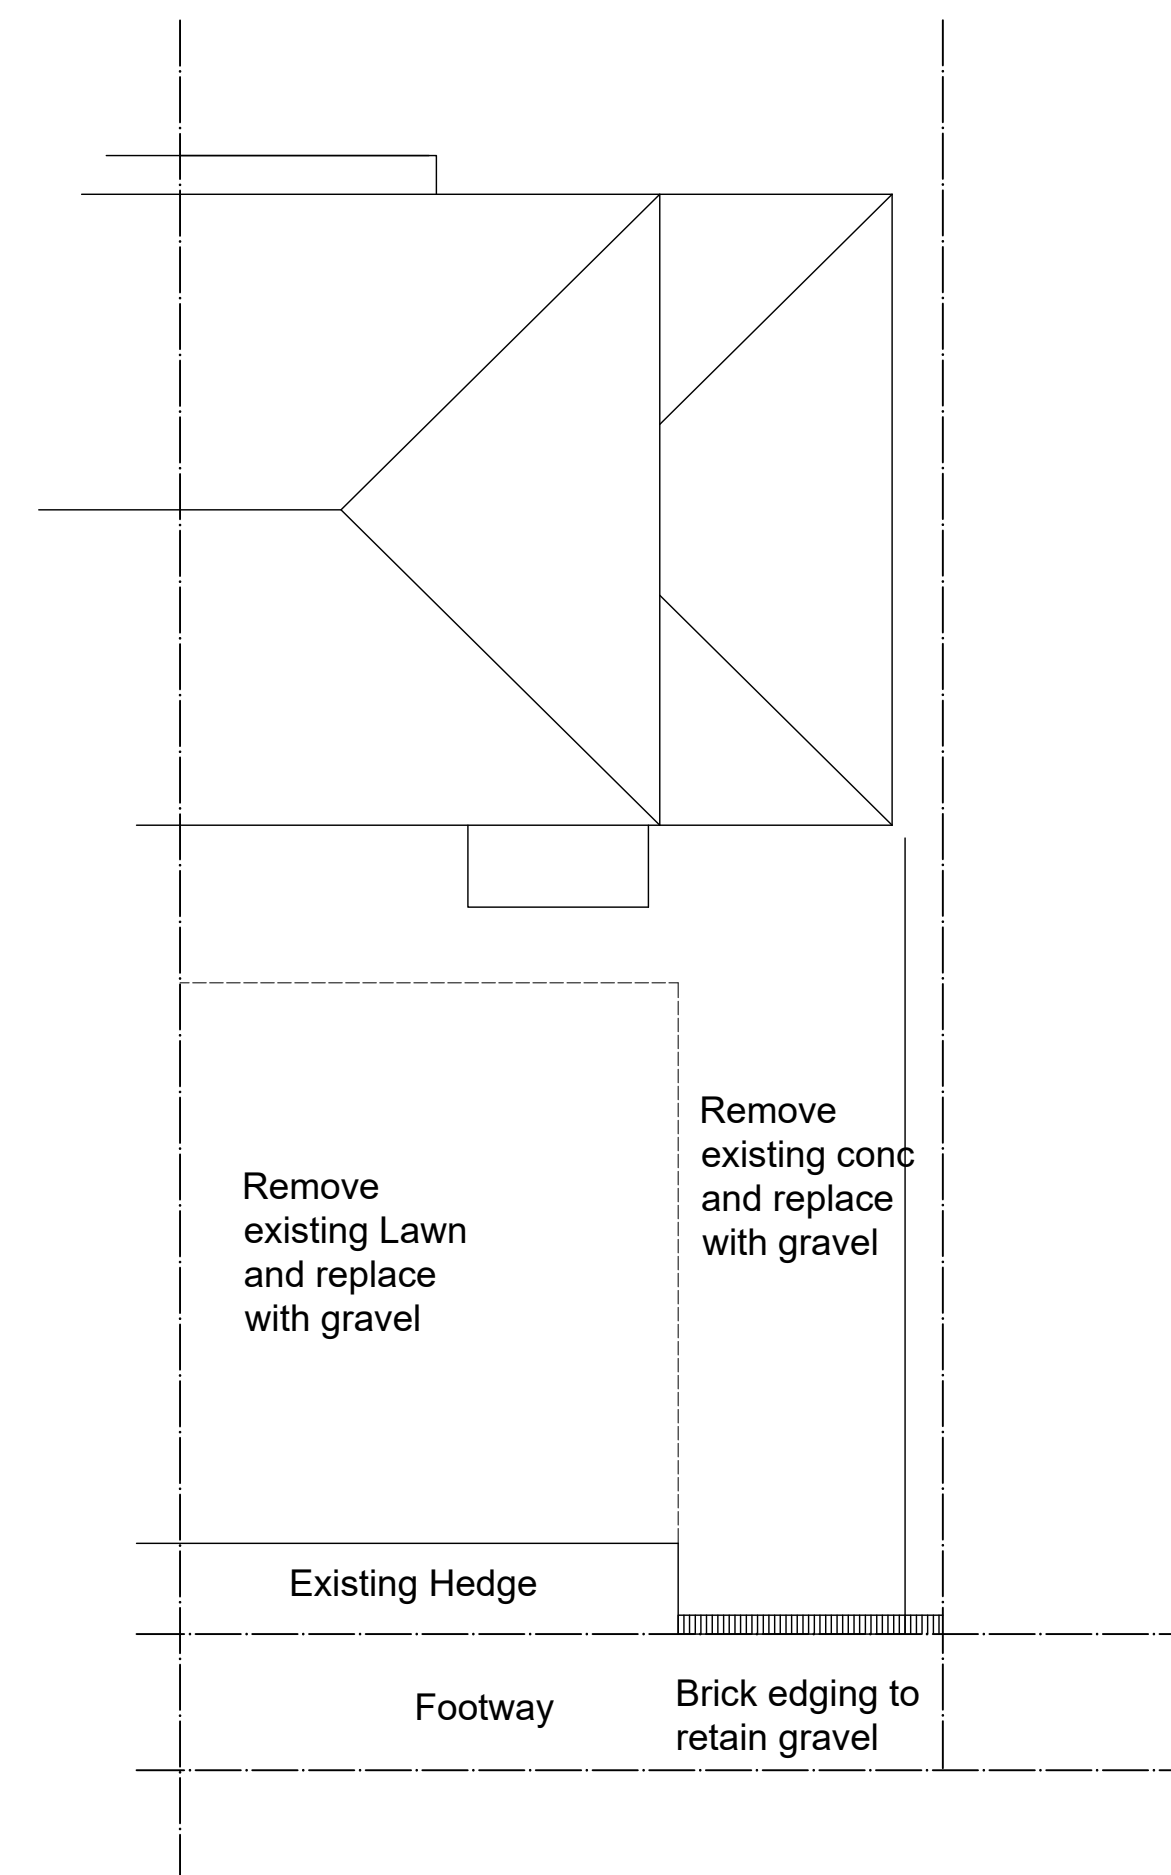 Remove
existing conc
and replace
with gravel
Remove
existing Lawn
and replace
with gravel
Existing Hedge
Footway
Brick edging to
retain gravel